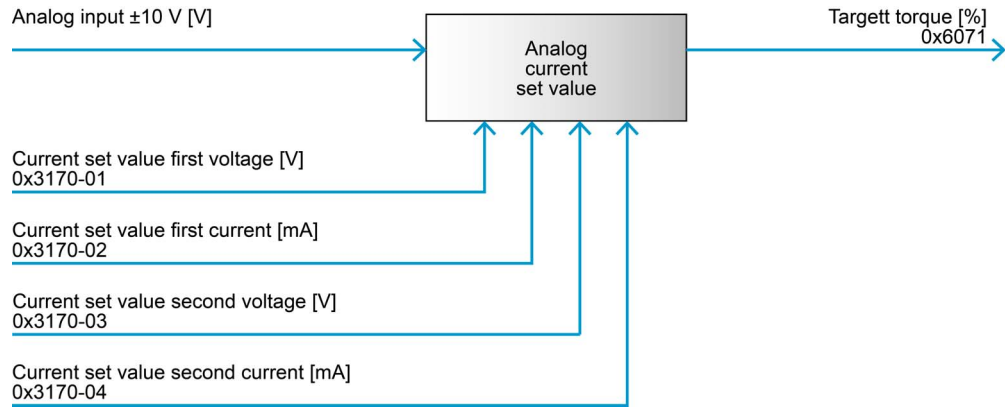 Analog input ±10 V [V]
Targett torque [%]
0x6071
Analog
current
set value
Current set value first voltage [V]
0x3170-01
Current set value first current [mA]
0x3170-02
Current set value second voltage [V]
0x3170-03
Current set value second current [mA]
0x3170-04